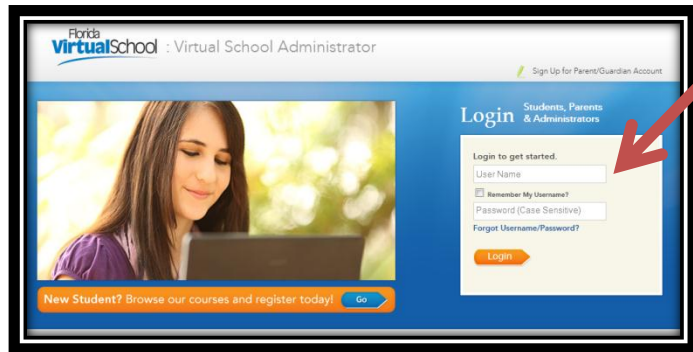 Florida
VirtualSchool : Virtual School Administrator
Sign Up for Parent/Guardian Account
Login Students, Parents
& Administrators
Login to get started.
User Name
Remember My Username?
Password (Case Sensitive)
Forgot Username/Password?
Login
New Student? Browse our courses and register today! Go